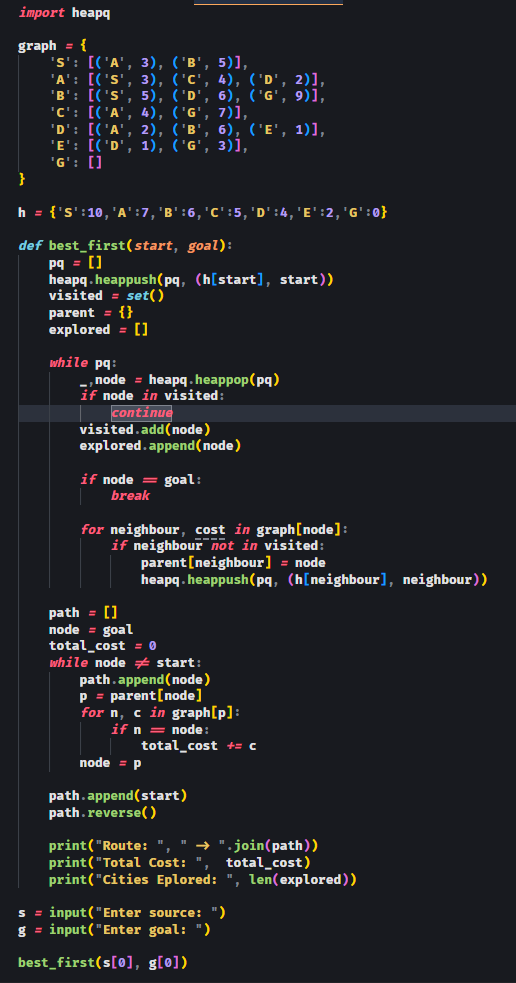 import heapq

graph = {
    'S': [('A', 3), ('B', 5)],
    'A': [('S', 3), ('C', 4), ('D', 2)],
    'B': [('S', 5), ('D', 6), ('G', 9)],
    'C': [('A', 4), ('G', 7)],
    'D': [('A', 2), ('B', 6), ('E', 1)],
    'E': [('D', 1), ('G', 3)],
    'G': []
}

h = {'S':10,'A':7,'B':6,'C':5,'D':4,'E':2,'G':0}

def best_first(start, goal):
    pq = []
    heapq.heappush(pq, (h[start], start))
    visited = set()
    parent = {}
    explored = []

    while pq:
        _,node = heapq.heappop(pq)
        if node in visited:
            continue
        visited.add(node)
        explored.append(node)

        if node == goal:
            break

        for neighbour, cost in graph[node]:
            if neighbour not in visited:
                parent[neighbour] = node
                heapq.heappush(pq, (h[neighbour], neighbour))

    path = []
    node = goal
    total_cost = 0
    while node != start:
        path.append(node)
        p = parent[node]
        for n, c in graph[p]:
            if n == node:
                total_cost += c
        node = p

    path.append(start)
    path.reverse()

    print("Route: ", " -> ".join(path))
    print("Total Cost: ",  total_cost)
    print("Cities Eplored: ", len(explored))

s = input("Enter source: ")
g = input("Enter goal: ")

best_first(s[0], g[0])